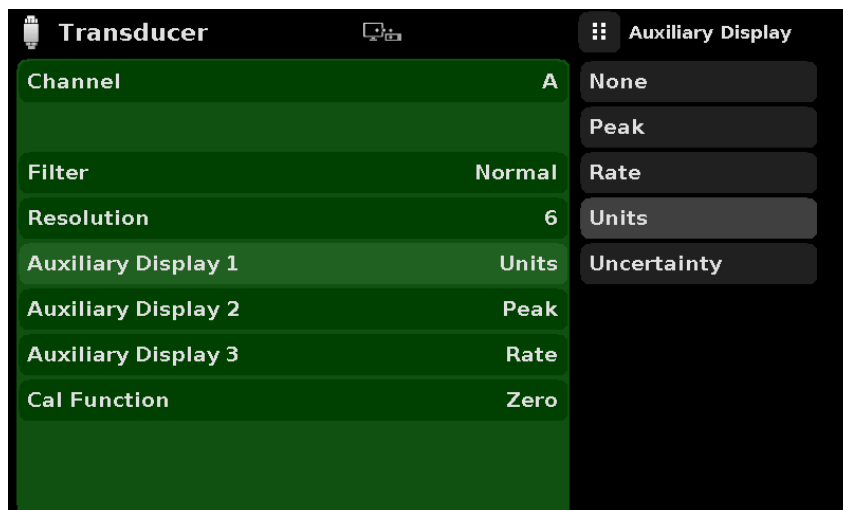 Transducer
Channel A
Filter Normal
Resolution 6
Auxiliary Display 1 Units
Auxiliary Display 2 Peak
Auxiliary Display 3 Rate
Cal Function Zero
Auxiliary Display
None
Peak
Rate
Units
Uncertainty